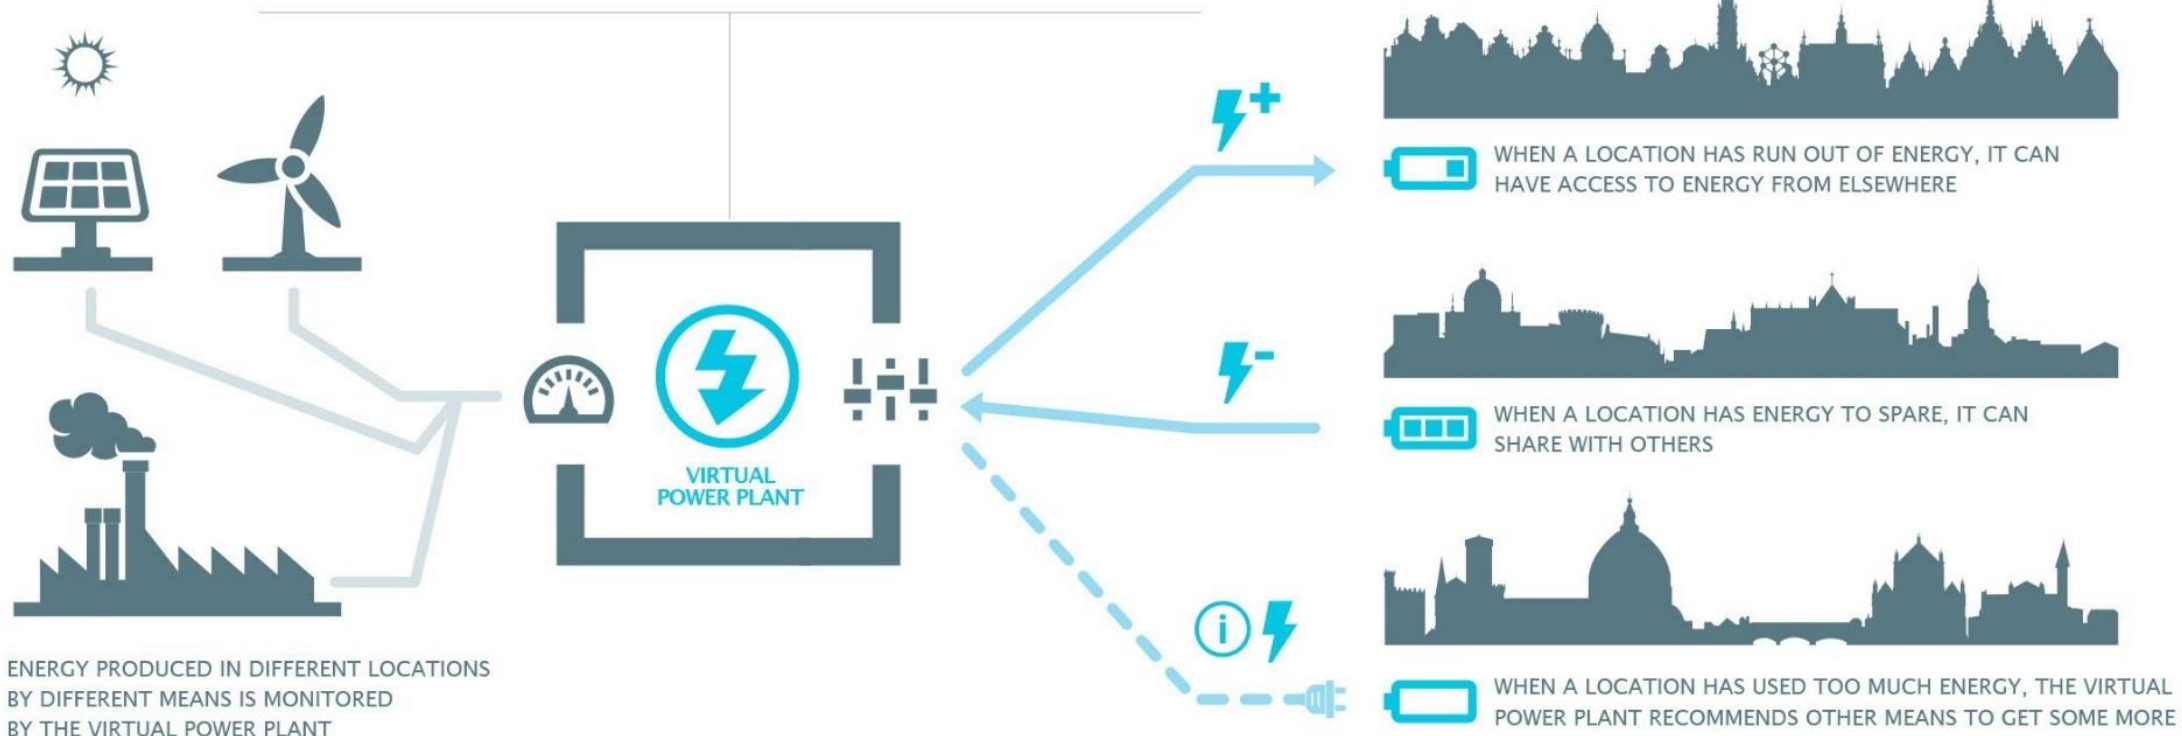 WHEN A LOCATION HAS RUN OUT OF ENERGY, IT CAN
HAVE ACCESS TO ENERGY FROM ELSEWHERE
WHEN A LOCATION HAS ENERGY TO SPARE, IT CAN
SHARE WITH OTHERS
VIRTUAL
POWER PLANT
i
ENERGY PRODUCED IN DIFFERENT LOCATIONS
BY DIFFERENT MEANS IS MONITORED
BY THE VIRTUAL POWER PLANT
WHEN A LOCATION HAS USED TOO MUCH ENERGY, THE VIRTUAL
POWER PLANT RECOMMENDS OTHER MEANS TO GET SOME MORE